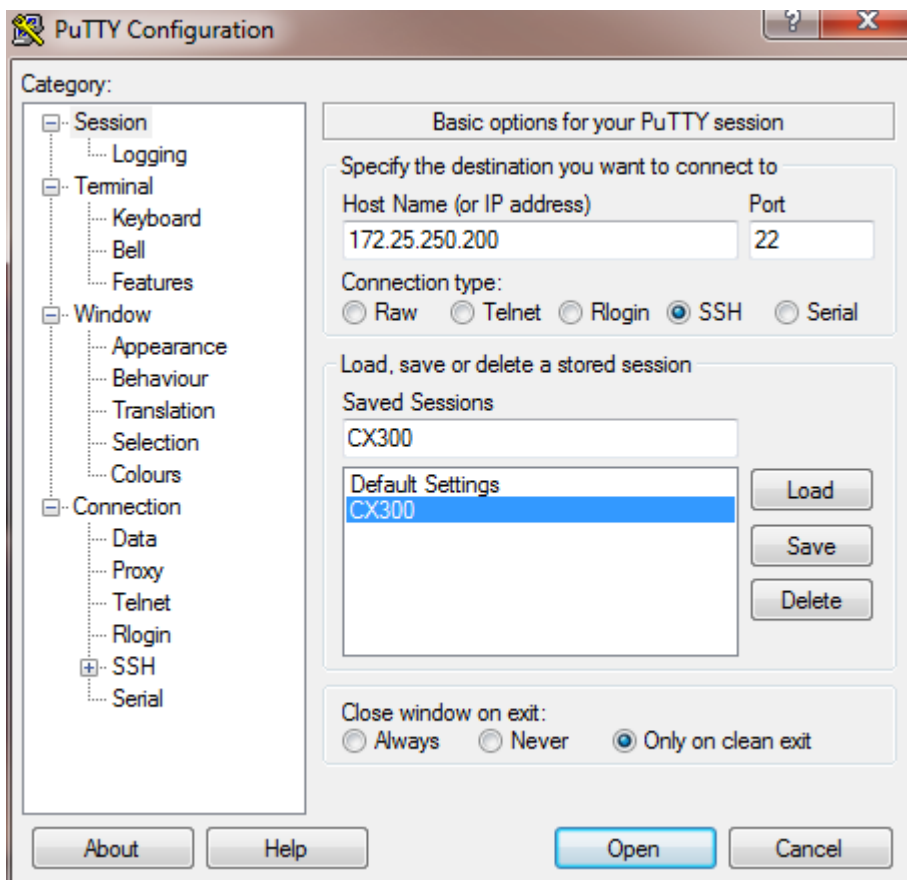 PuTTY Configuration
?
X
Category:
Session
Logging
Terminal
Keyboard
Bell
Features
Window
Appearance
Behaviour
Translation
Selection
Colours
Connection
Data
Proxy
Telnet
Rlogin
SSH
Serial
Basic options for your PuTTY session
Specify the destination you want to connect to
Host Name (or IP address) Port
172.25.250.200 22
Connection type:
Raw Telnet Rlogin SSH Serial
Load, save or delete a stored session
Saved Sessions
CX300
Default Settings
CX300
Load
Save
Delete
Close window on exit:
Always Never Only on clean exit
About Help Open Cancel